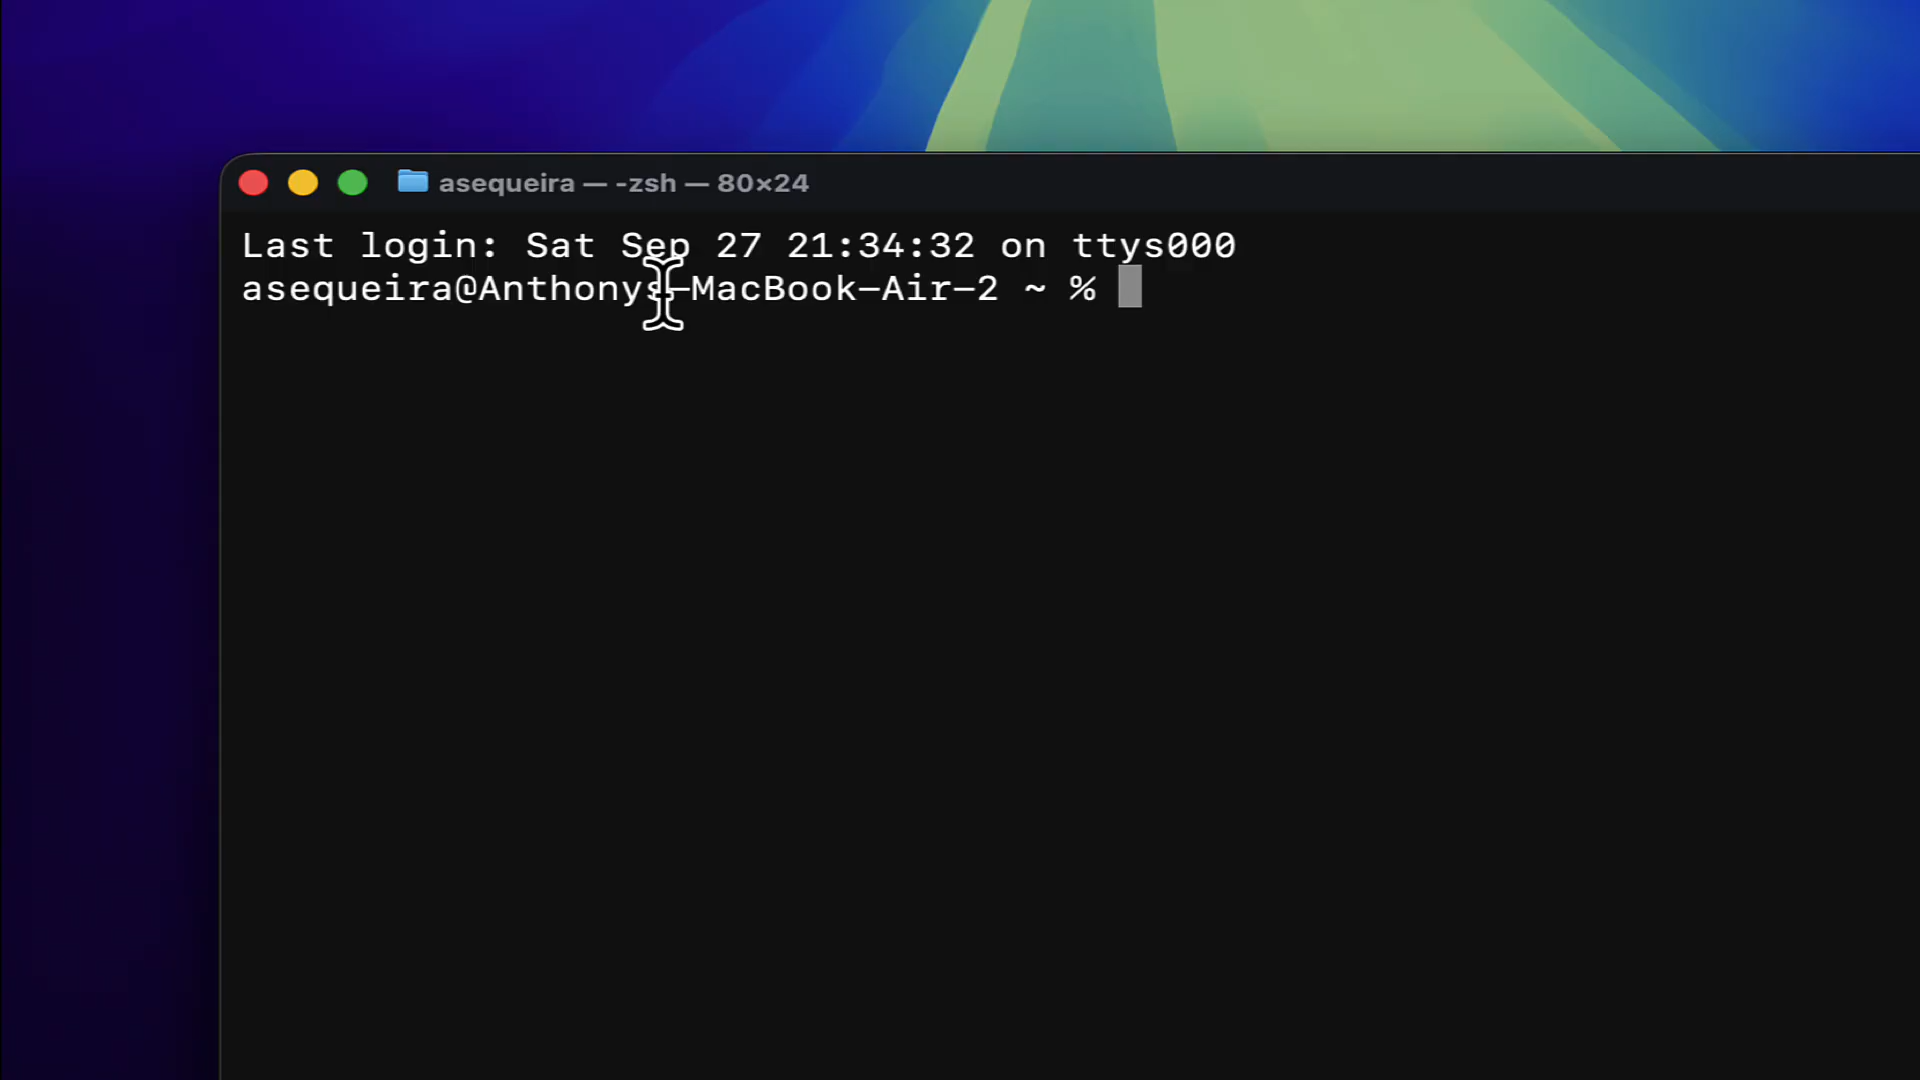 asequeira — -zsh — 80×24
Last login: Sat Sep 27 21:34:32 on ttys000
asequeira@Anthonys-MacBook-Air-2 ~ %